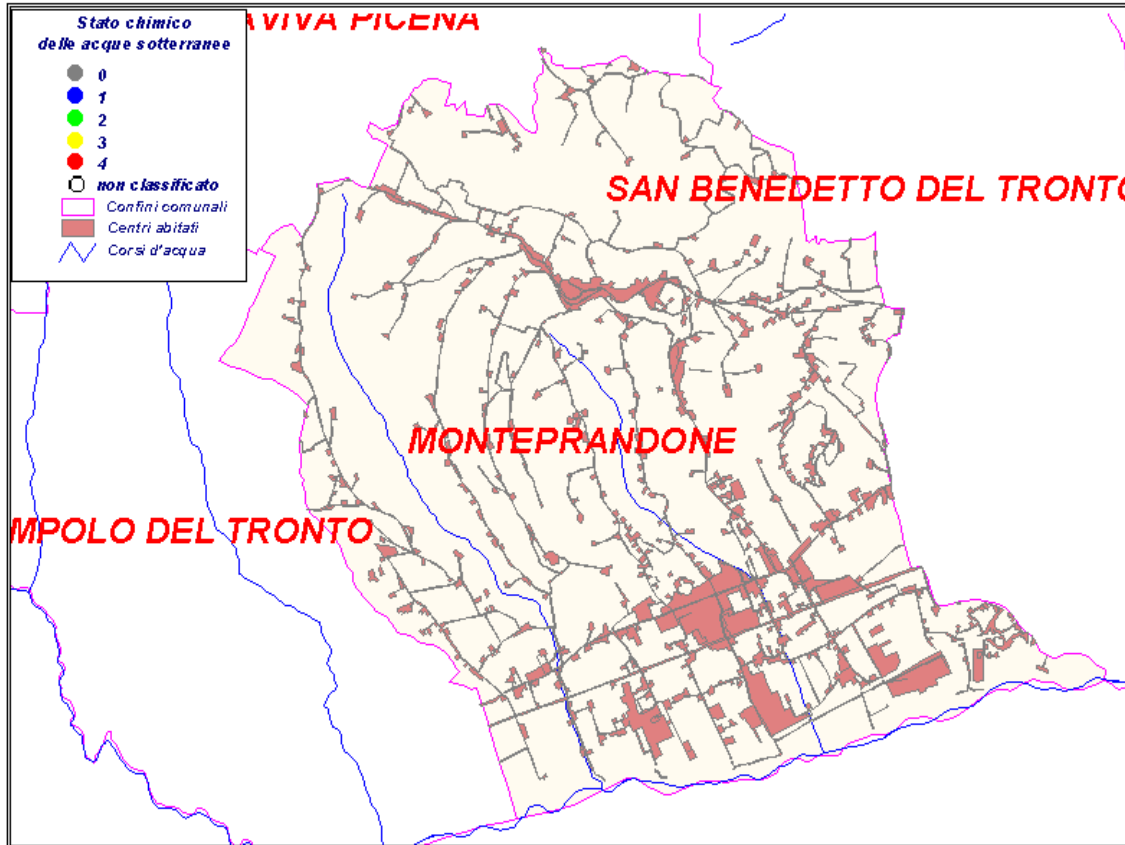 Stato chimico
delle acque sotterranee
0
1
2
3
4
non classificato
Confini comunali
Centri abitati
Corsi d'acqua
AVIVA PICENA
SAN BENEDETTO DEL TRONTO
MONTEPRANDONE
MPOLO DEL TRONTO